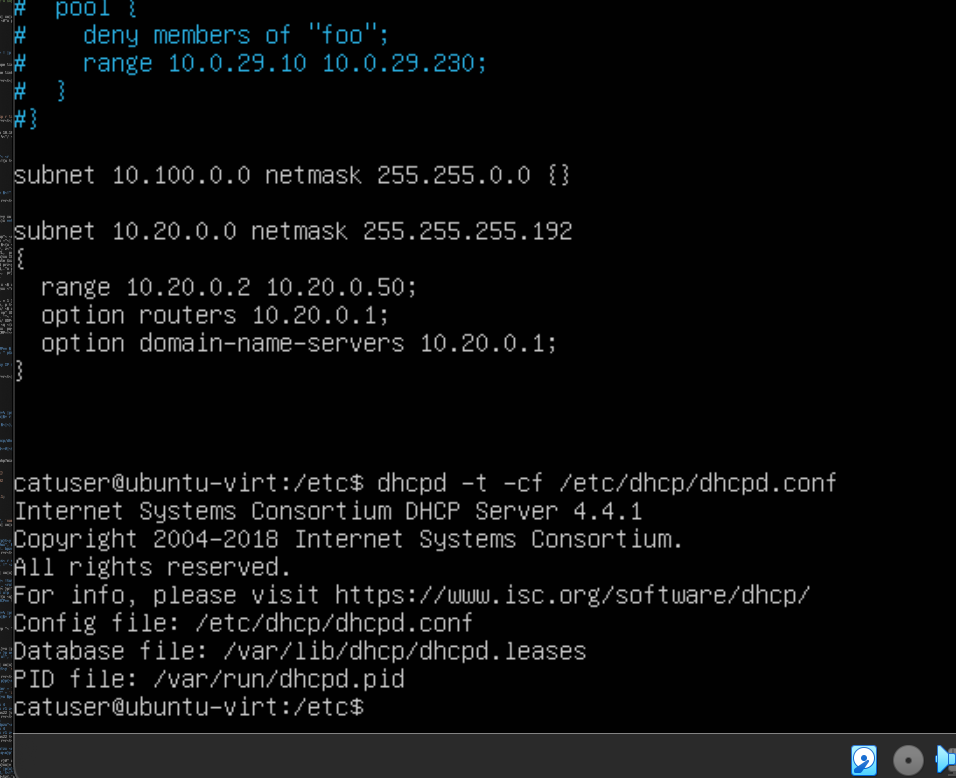 #  pool {
#    deny members of "foo";
#    range 10.0.29.10 10.0.29.230;
#  }
#}
subnet 10.100.0.0 netmask 255.255.0.0 {}
subnet 10.20.0.0 netmask 255.255.255.192
{
  range 10.20.0.2 10.20.0.50;
  option routers 10.20.0.1;
  option domain-name-servers 10.20.0.1;
}
catuser@ubuntu-virt:/etc$ dhcpd -t -cf /etc/dhcp/dhcpd.conf
Internet Systems Consortium DHCP Server 4.4.1
Copyright 2004-2018 Internet Systems Consortium.
All rights reserved.
For info, please visit https://www.isc.org/software/dhcp/
Config file: /etc/dhcp/dhcpd.conf
Database file: /var/lib/dhcp/dhcpd.leases
PID file: /var/run/dhcpd.pid
catuser@ubuntu-virt:/etc$